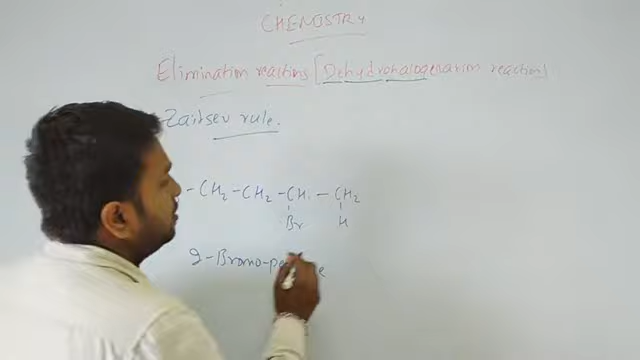 CHEMISTRY
Elimination reactions [Dehydrohalogenation reaction]
Zaitsev rule.
- CH2 - CH2 - CH - CH2
Br H
2-Bromo-